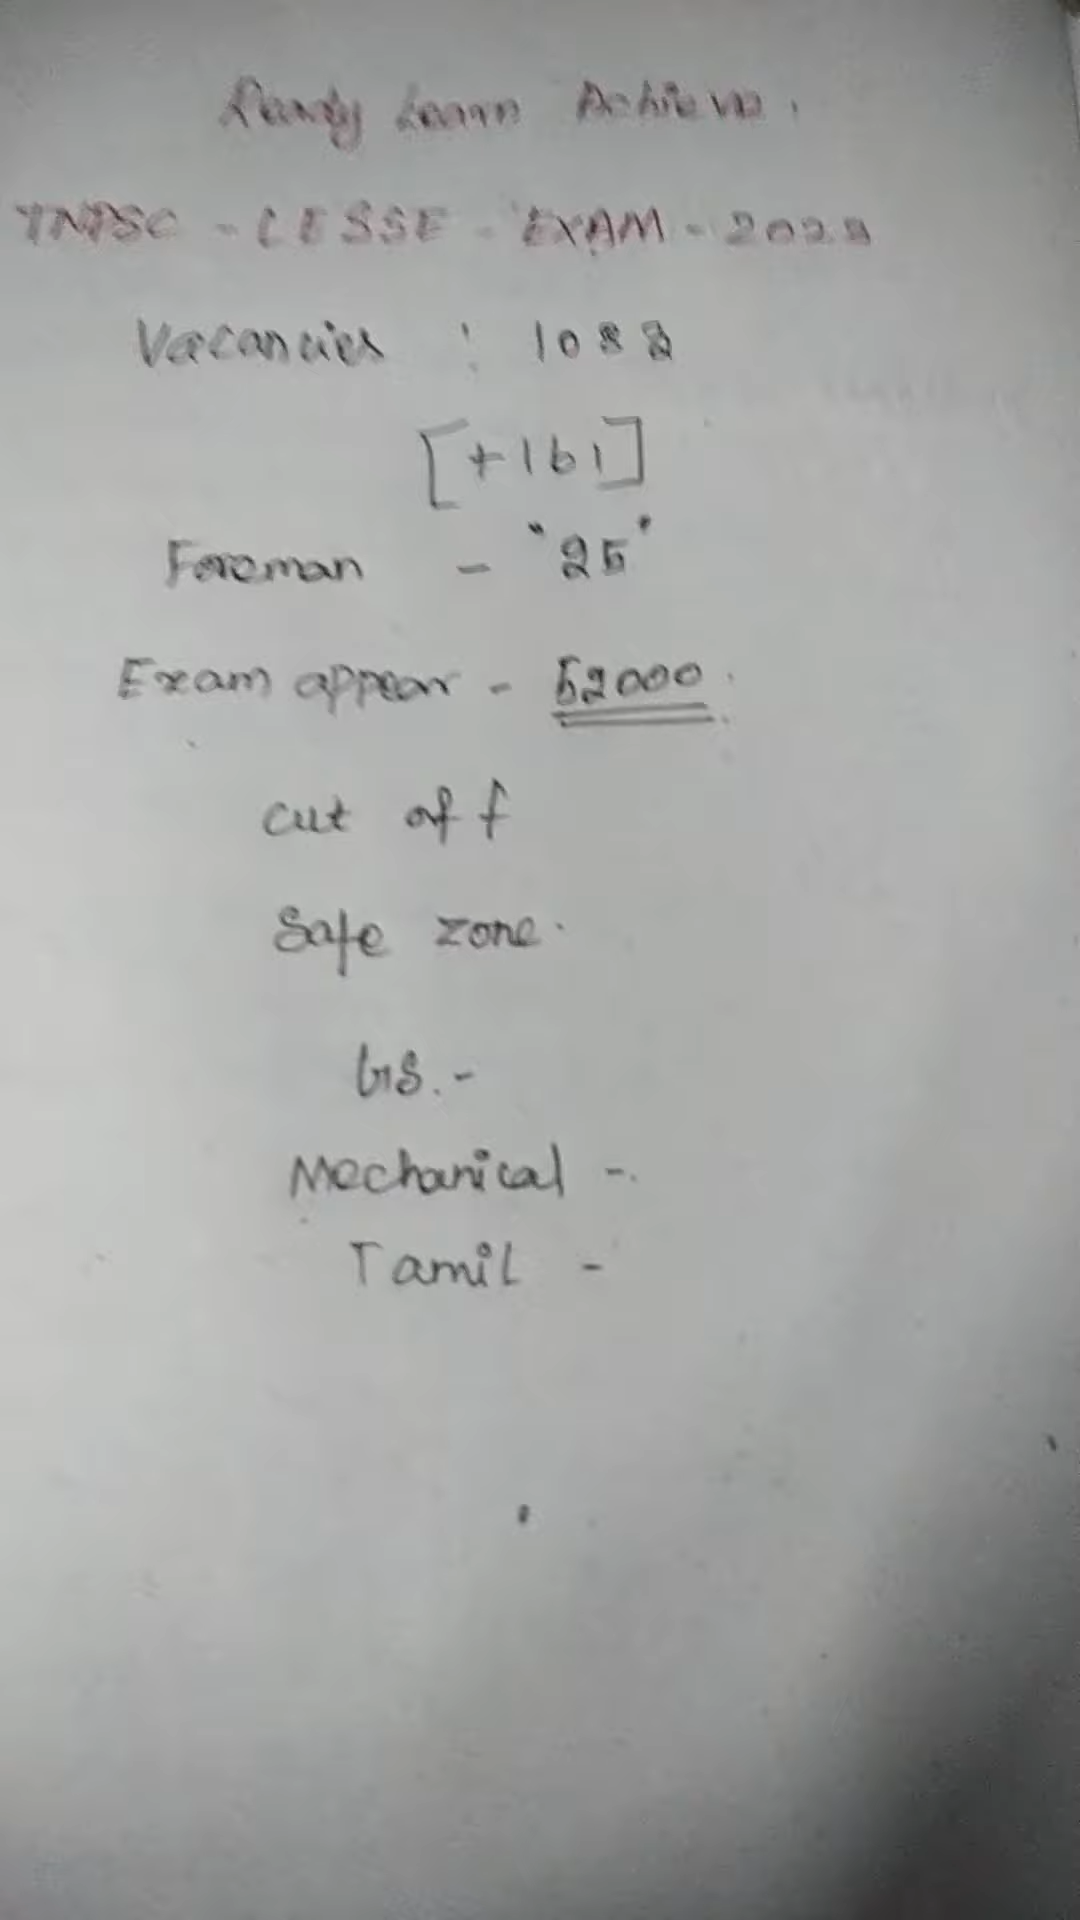 Ready Learn Achieve.
TNPSC - CESSE - EXAM - 2023
Vacancies : 1083
[+161]
Foreman - "25"
Exam appear - 52000.
cut off
Safe zone.
GS. -
Mechanical -
Tamil -